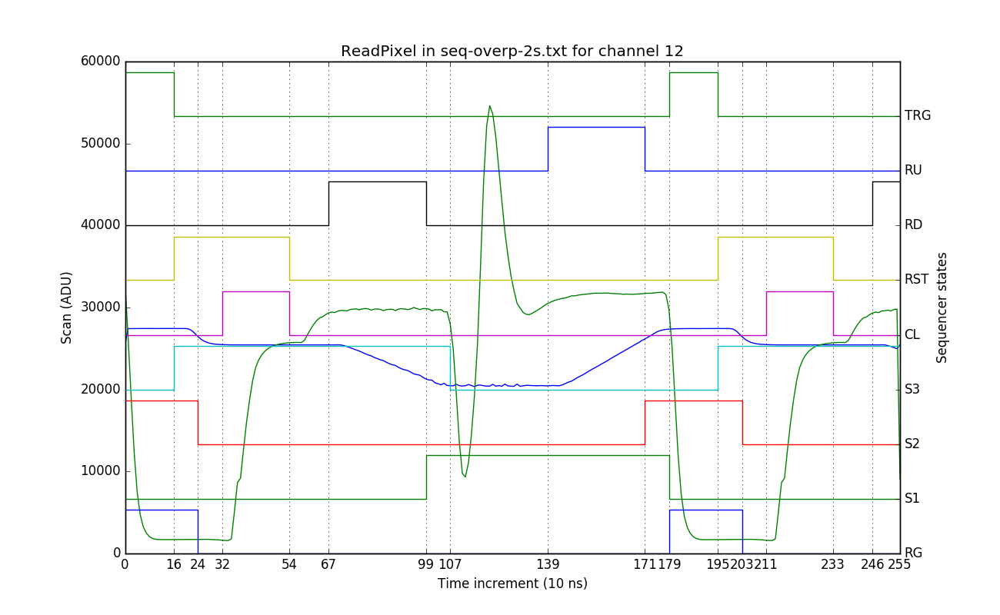 ReadPixel in seq-overp-2s.txt for channel 12
60000
50000
40000
30000
20000
10000
0
Scan (ADU)
TRG
RU
RD
RST
CL
S3
S2
S1
RG
Sequencer states
0 16 24 32 54 67 99 107 139 171 179 195 203 211 233 246 255
Time increment (10 ns)